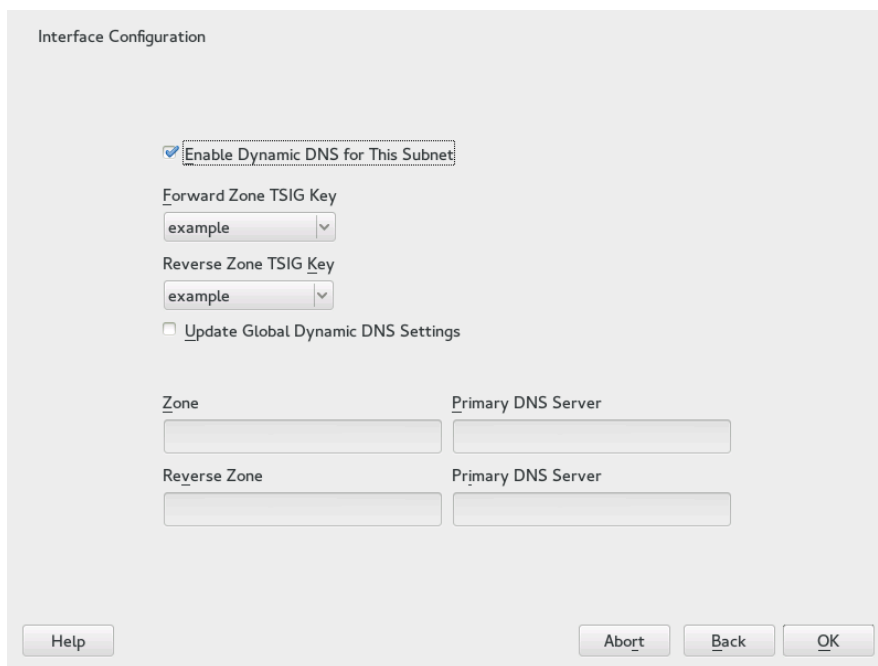 Interface Configuration
Enable Dynamic DNS for This Subnet
Forward Zone TSIG Key
example
Reverse Zone TSIG Key
example
Update Global Dynamic DNS Settings
Zone Primary DNS Server
Reverse Zone Primary DNS Server
Help Abort Back OK